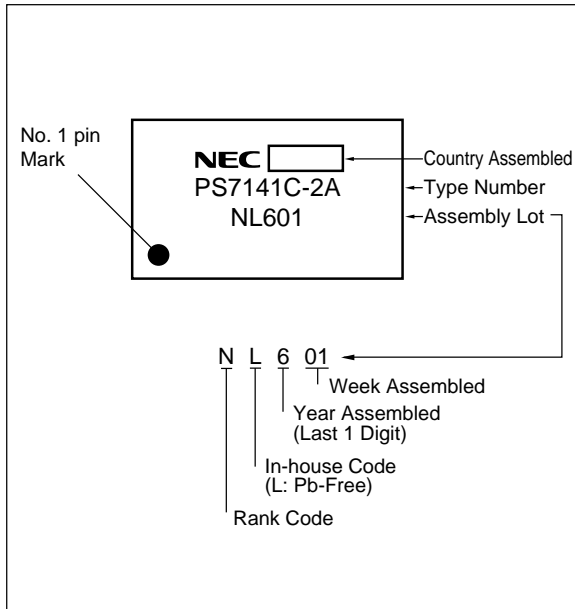 No. 1 pin
Mark
NEC
Country Assembled
PS7141C-2A
Type Number
NL601
Assembly Lot
N L 6 01
Week Assembled
Year Assembled
(Last 1 Digit)
In-house Code
(L: Pb-Free)
Rank Code